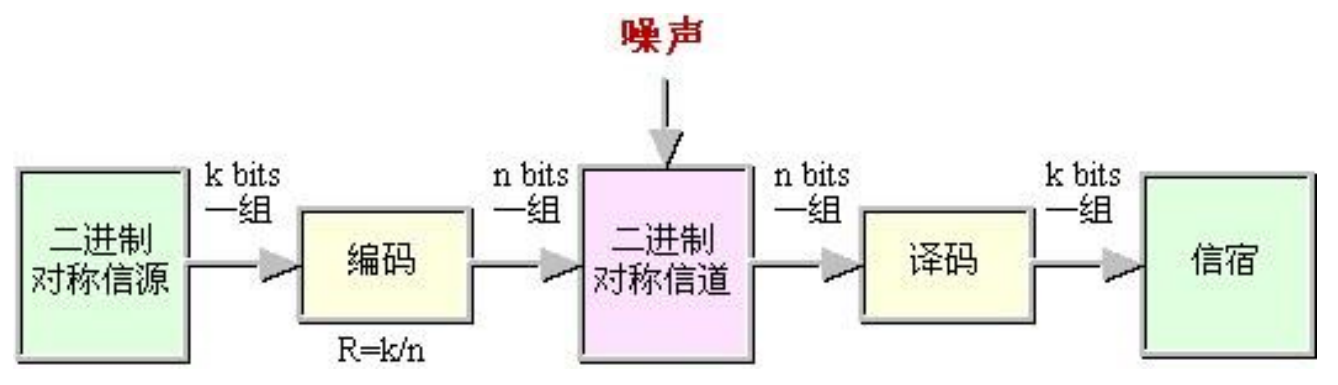 噪声
k bits
一组
n bits
一组
n bits
一组
k bits
一组
二进制
对称信源
编码
二进制
对称信道
译码
信宿
R=k/n